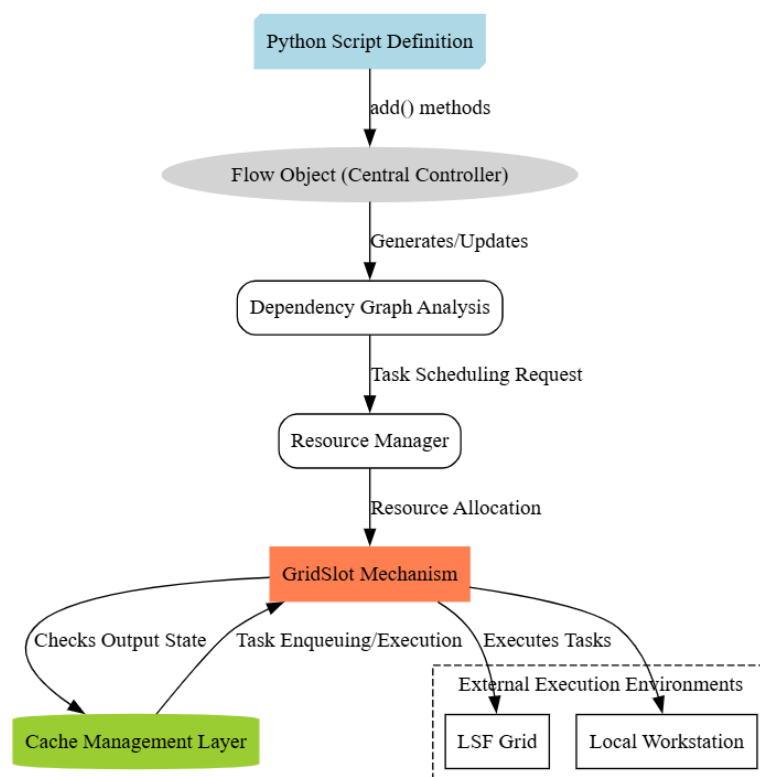 Python Script Definition
add() methods
Flow Object (Central Controller)
Generates/Updates
Dependency Graph Analysis
Task Scheduling Request
Resource Manager
Resource Allocation
GridSlot Mechanism
Checks Output State
Task Enqueuing/Execution
Executes Tasks
External Execution Environments
Cache Management Layer
LSF Grid
Local Workstation